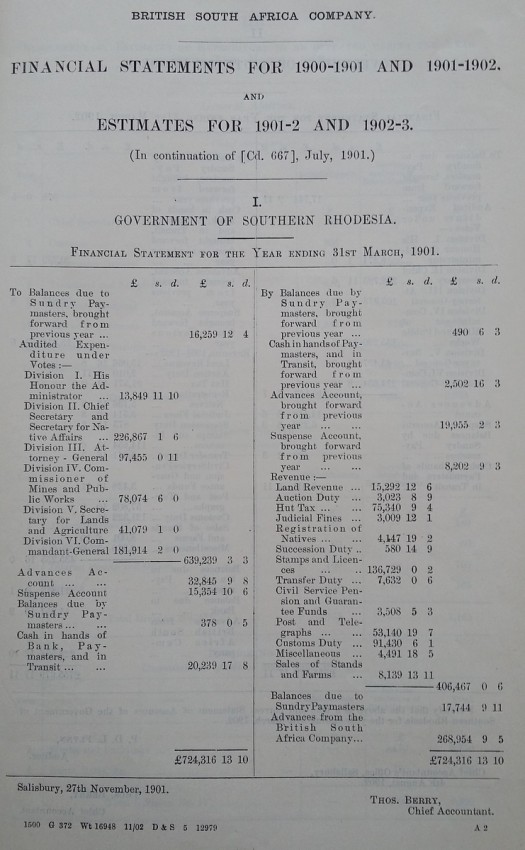 BRITISH SOUTH AFRICA COMPANY.
FINANCIAL STATEMENTS FOR 1900-1901 AND 1901-1902.
AND
ESTIMATES FOR 1901-2 AND 1902-3.
(In continuation of [Cd. 667], July, 1901.)
I.
GOVERNMENT OF SOUTHERN RHODESIA.
FINANCIAL STATEMENT FOR THE YEAR ENDING 31ST MARCH, 1901.
£ s. d. £ s. d.
To Balances due to
Sundry Pay-
masters, brought
forward from
previous year ... 16,259 12 4
Audited Expen-
diture under
Votes :—
Division I. His
Honour the Ad-
ministrator ... 13,849 11 10
Division II. Chief
Secretary and
Secretary for Na-
tive Affairs ... 226,867 1 6
Division III. At-
torney - General 97,455 0 11
Division IV. Com-
missioner of
Mines and Pub-
lic Works ... 78,074 6 0
Division V. Secre-
tary for Lands
and Agriculture 41,079 1 0
Division VI. Com-
mandant-General 181,914 2 0
639,239 3 3
Advances Ac-
count ... ... 32,845 9 8
Suspense Account 15,354 10 6
Balances due by
Sundry Pay-
masters ... ... 378 0 5
Cash in hands of
Bank, Pay-
masters, and in
Transit ... ... 20,239 17 8
£724,316 13 10
£ s. d. £ s. d.
By Balances due by
Sundry Pay-
masters, brought
forward from
previous year ... 490 6 3
Cash in hands of Pay-
masters, and in
Transit, brought
forward from
previous year ... 2,502 16 3
Advances Account,
brought forward
from previous
year ... ... 19,955 2 3
Suspense Account,
brought forward
from previous
year ... ... 8,202 9 3
Revenue :—
Land Revenue ... 15,292 12 6
Auction Duty ... 3,023 8 9
Hut Tax ... ... 75,340 9 4
Judicial Fines ... 3,009 12 1
Registration of
Natives ... ... 4,147 19 2
Succession Duty .. 580 14 9
Stamps and Licen-
ces ... .. 136,729 0 2
Transfer Duty ... 7,632 0 6
Civil Service Pen-
sion and Guaran-
tee Funds ... 3,508 5 3
Post and Tele-
graphs ... ... 53,140 19 7
Customs Duty ... 91,430 6 1
Miscellaneous ... 4,491 18 5
Sales of Stands
and Farms ... 8,139 13 11
406,467 0 6
Balances due to
Sundry Paymasters 17,744 9 11
Advances from the
British South
Africa Company... 268,954 9 5
£724,316 13 10
Salisbury, 27th November, 1901.
THOS. BERRY,
Chief Accountant.
1500 G 372 Wt 16948 11/02 D & S 5 12979
A 2